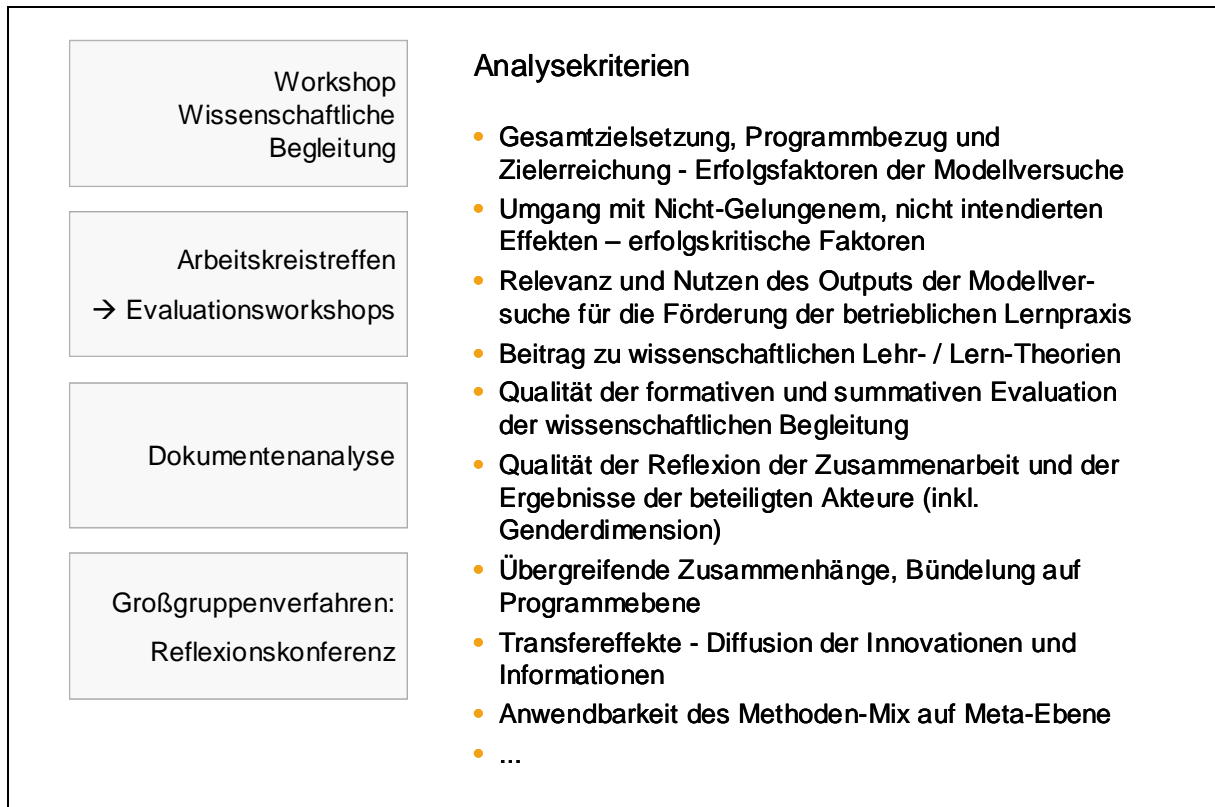 Workshop
Wissenschaftliche
Begleitung
Arbeitskreistreffen
→ Evaluationsworkshops
Dokumentenanalyse
Großgruppenverfahren:
Reflexionskonferenz
Analysekriterien
• Gesamtzielsetzung, Programmbezug und
Zielerreichung - Erfolgsfaktoren der Modellversuche
• Umgang mit Nicht-Gelungenem, nicht intendierten
Effekten – erfolgskritische Faktoren
• Relevanz und Nutzen des Outputs der Modellver-
suche für die Förderung der betrieblichen Lernpraxis
• Beitrag zu wissenschaftlichen Lehr- / Lern-Theorien
• Qualität der formativen und summativen Evaluation
der wissenschaftlichen Begleitung
• Qualität der Reflexion der Zusammenarbeit und der
Ergebnisse der beteiligten Akteure (inkl.
Genderdimension)
• Übergreifende Zusammenhänge, Bündelung auf
Programmebene
• Transfereffekte - Diffusion der Innovationen und
Informationen
• Anwendbarkeit des Methoden-Mix auf Meta-Ebene
• ...